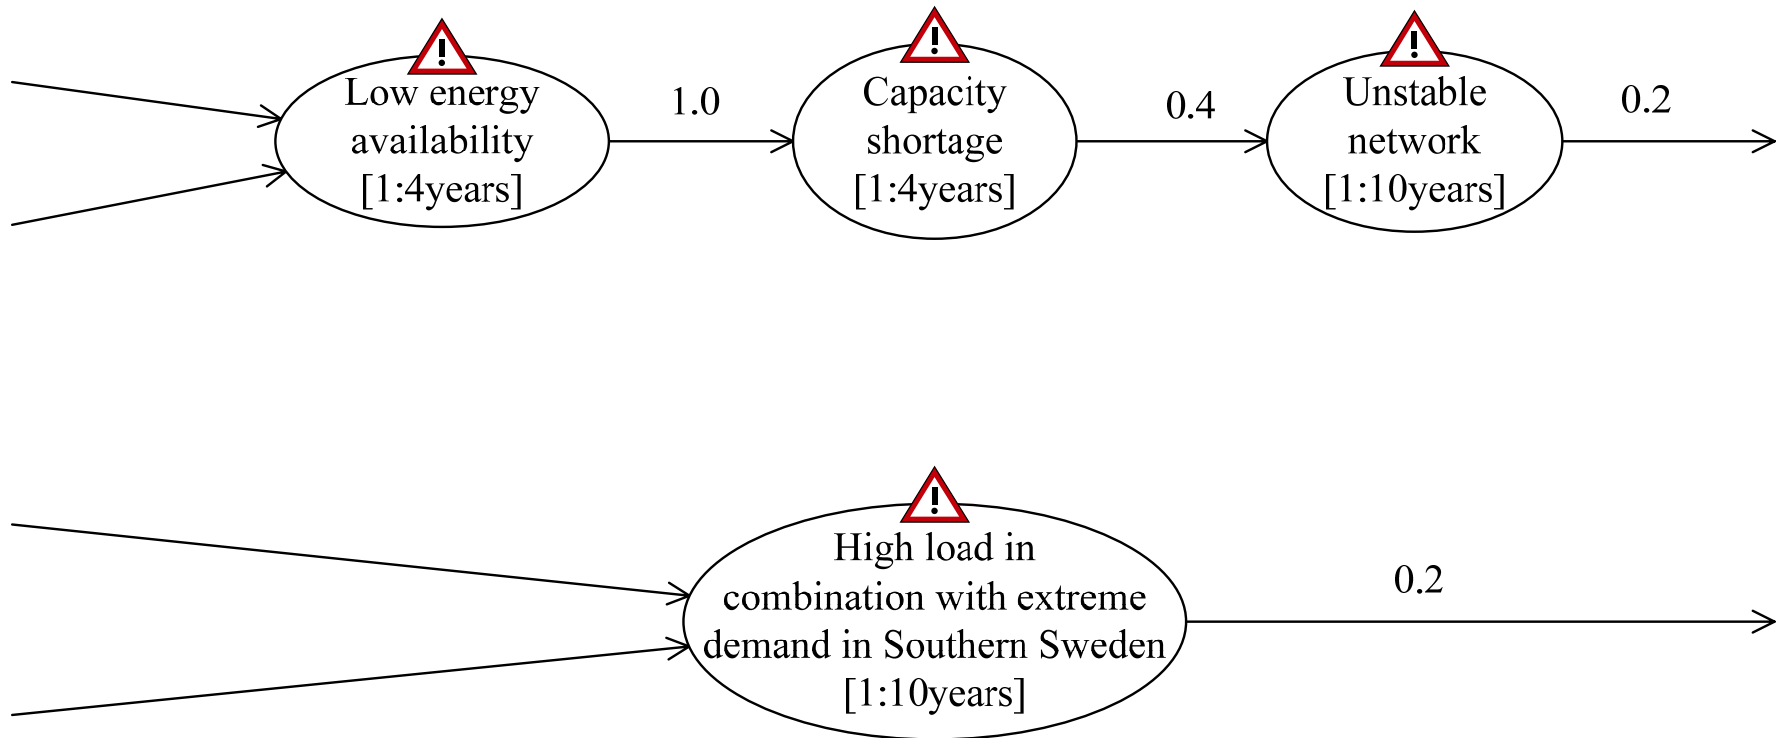 Low energy
availability
[1:4years]
1.0
Capacity
shortage
[1:4years]
0.4
Unstable
network
[1:10years]
0.2
High load in
combination with extreme
demand in Southern Sweden
[1:10years]
0.2